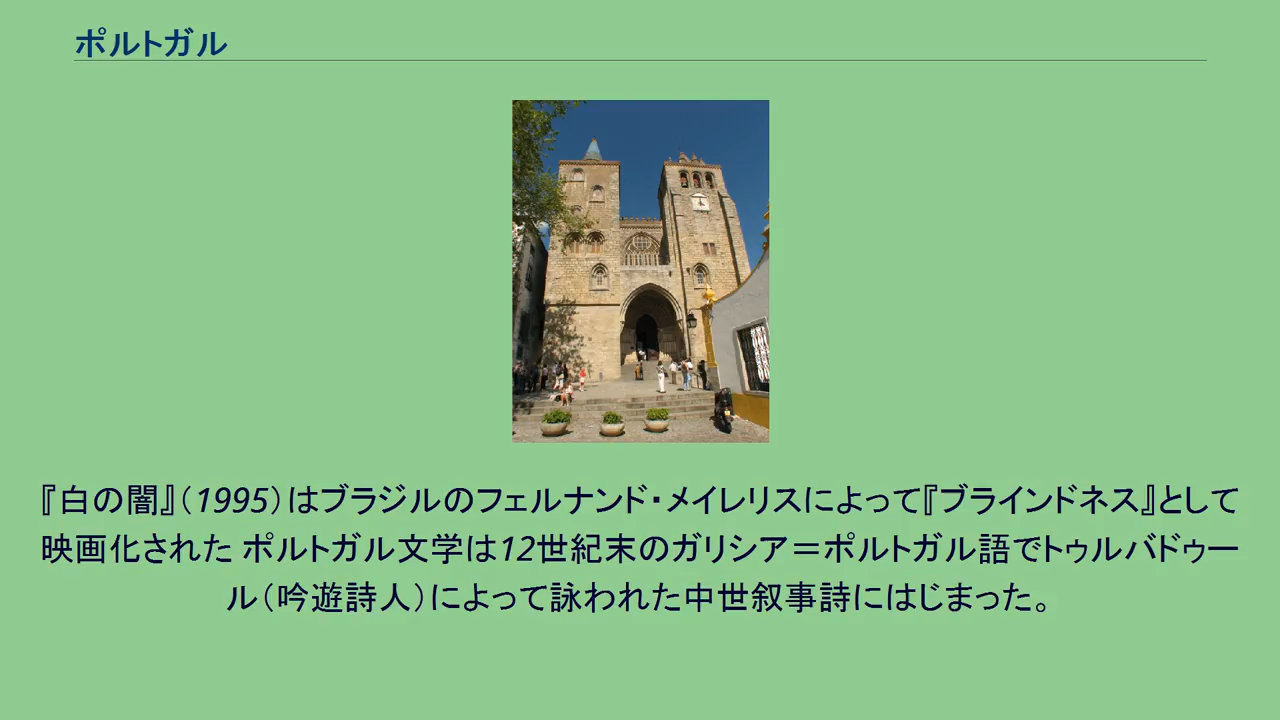 ポルトガル
『白の闇』（1995）はブラジルのフェルナンド・メイレリスによって『ブラインドネス』として
映画化された ポルトガル文学は12世紀末のガリシア＝ポルトガル語でトゥルバドゥー
ル（吟遊詩人）によって詠われた中世叙事詩にはじまった。